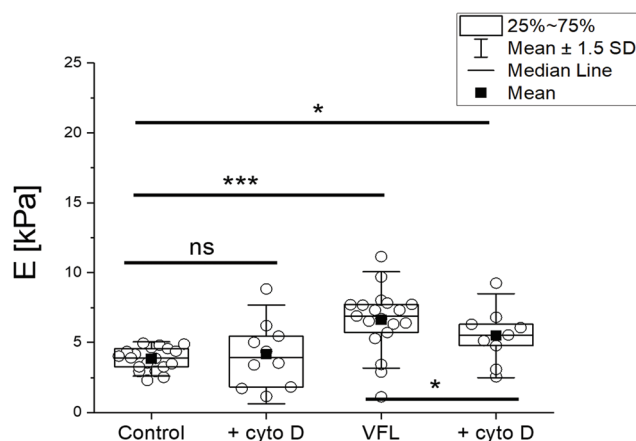 25%~75%
Mean ± 1.5 SD
Median Line
Mean
E [kPa]
25
20
15
10
5
0
*
***
ns
*
Control
+ cyto D
VFL
+ cyto D